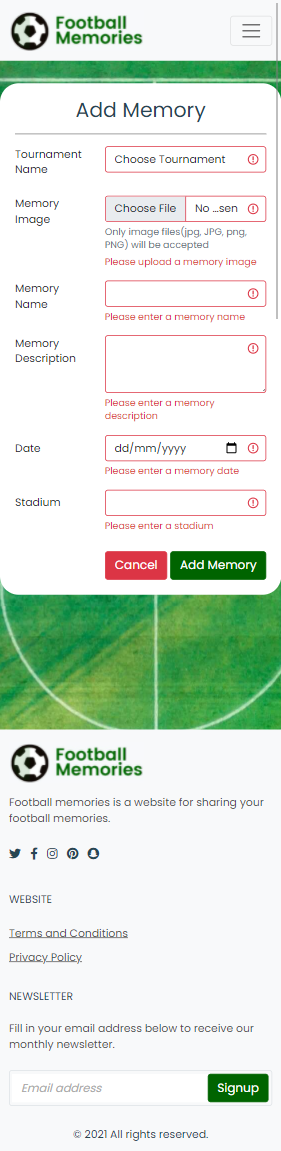 Football
Memories
Add Memory
Tournament
Name
Choose Tournament
Memory
Image
Choose File
No ...sen
Only image files(jpg, JPG, png,
PNG) will be accepted
Please upload a memory image
Memory
Name
Please enter a memory name
Memory
Description
Please enter a memory
description
Date
dd/mm/yyyy
Please enter a memory date
Stadium
Please enter a stadium
Cancel
Add Memory
Football
Memories
Football memories is a website for sharing your
football memories.
WEBSITE
Terms and Conditions
Privacy Policy
NEWSLETTER
Fill in your email address below to receive our
monthly newsletter.
Email address
Signup
© 2021 All rights reserved.